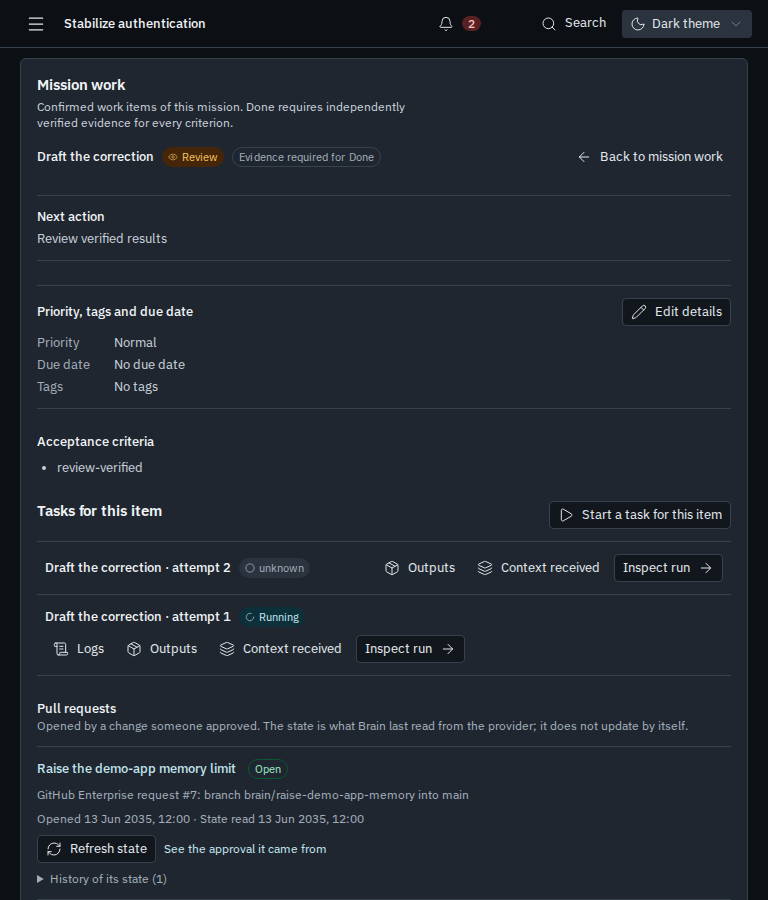 Stabilize authentication
2
Search
Dark theme
Mission work
Confirmed work items of this mission. Done requires independently
verified evidence for every criterion.
Draft the correction
Review
Evidence required for Done
Back to mission work
Next action
Review verified results
Priority, tags and due date
Edit details
Priority Normal
Due date No due date
Tags No tags
Acceptance criteria
• review-verified
Tasks for this item
Start a task for this item
Draft the correction · attempt 2
unknown
Outputs
Context received
Inspect run
Draft the correction · attempt 1
Running
Logs
Outputs
Context received
Inspect run
Pull requests
Opened by a change someone approved. The state is what Brain last read from the provider; it does not update by itself.
Raise the demo-app memory limit
Open
GitHub Enterprise request #7: branch brain/raise-demo-app-memory into main
Opened 13 Jun 2035, 12:00 · State read 13 Jun 2035, 12:00
Refresh state
See the approval it came from
History of its state (1)